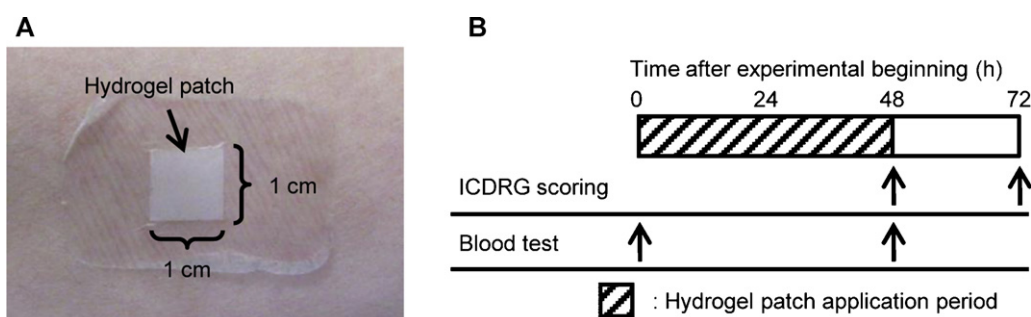 A
Hydrogel patch
1 cm
1 cm
B
Time after experimental beginning (h)
0 24 48 72
ICDRG scoring
Blood test
: Hydrogel patch application period